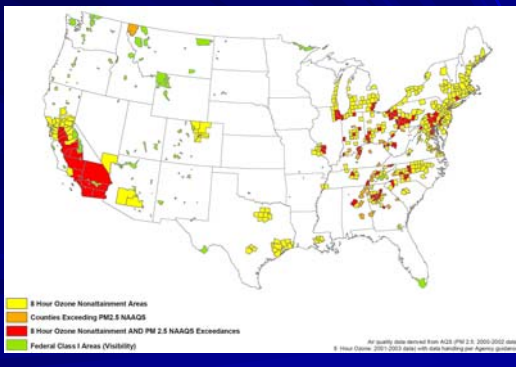 8 Hour Ozone Nonattainment Areas
Counties Exceeding PM2.5 NAAQS
8 Hour Ozone Nonattainment AND PM 2.5 NAAQS Exceedances
Federal Class I Areas (Visibility)
Air quality data derived from AQS (PM 2.5: 2000-2002 data
8 Hour Ozone: 2001-2003 data) with data handling per Agency guidance